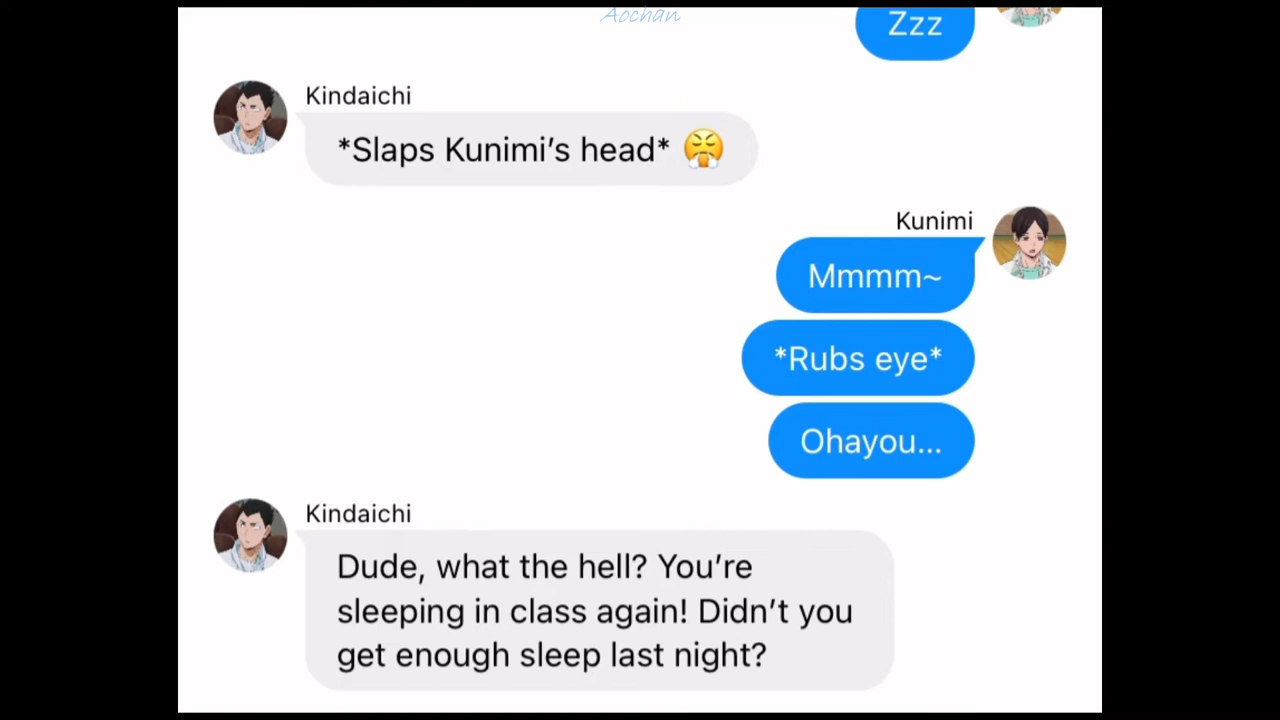 Aochan
Zzz
Kindaichi
*Slaps Kunimi’s head* 😤
Kunimi
Mmmm~
*Rubs eye*
Ohayou...
Kindaichi
Dude, what the hell? You’re
sleeping in class again! Didn’t you
get enough sleep last night?